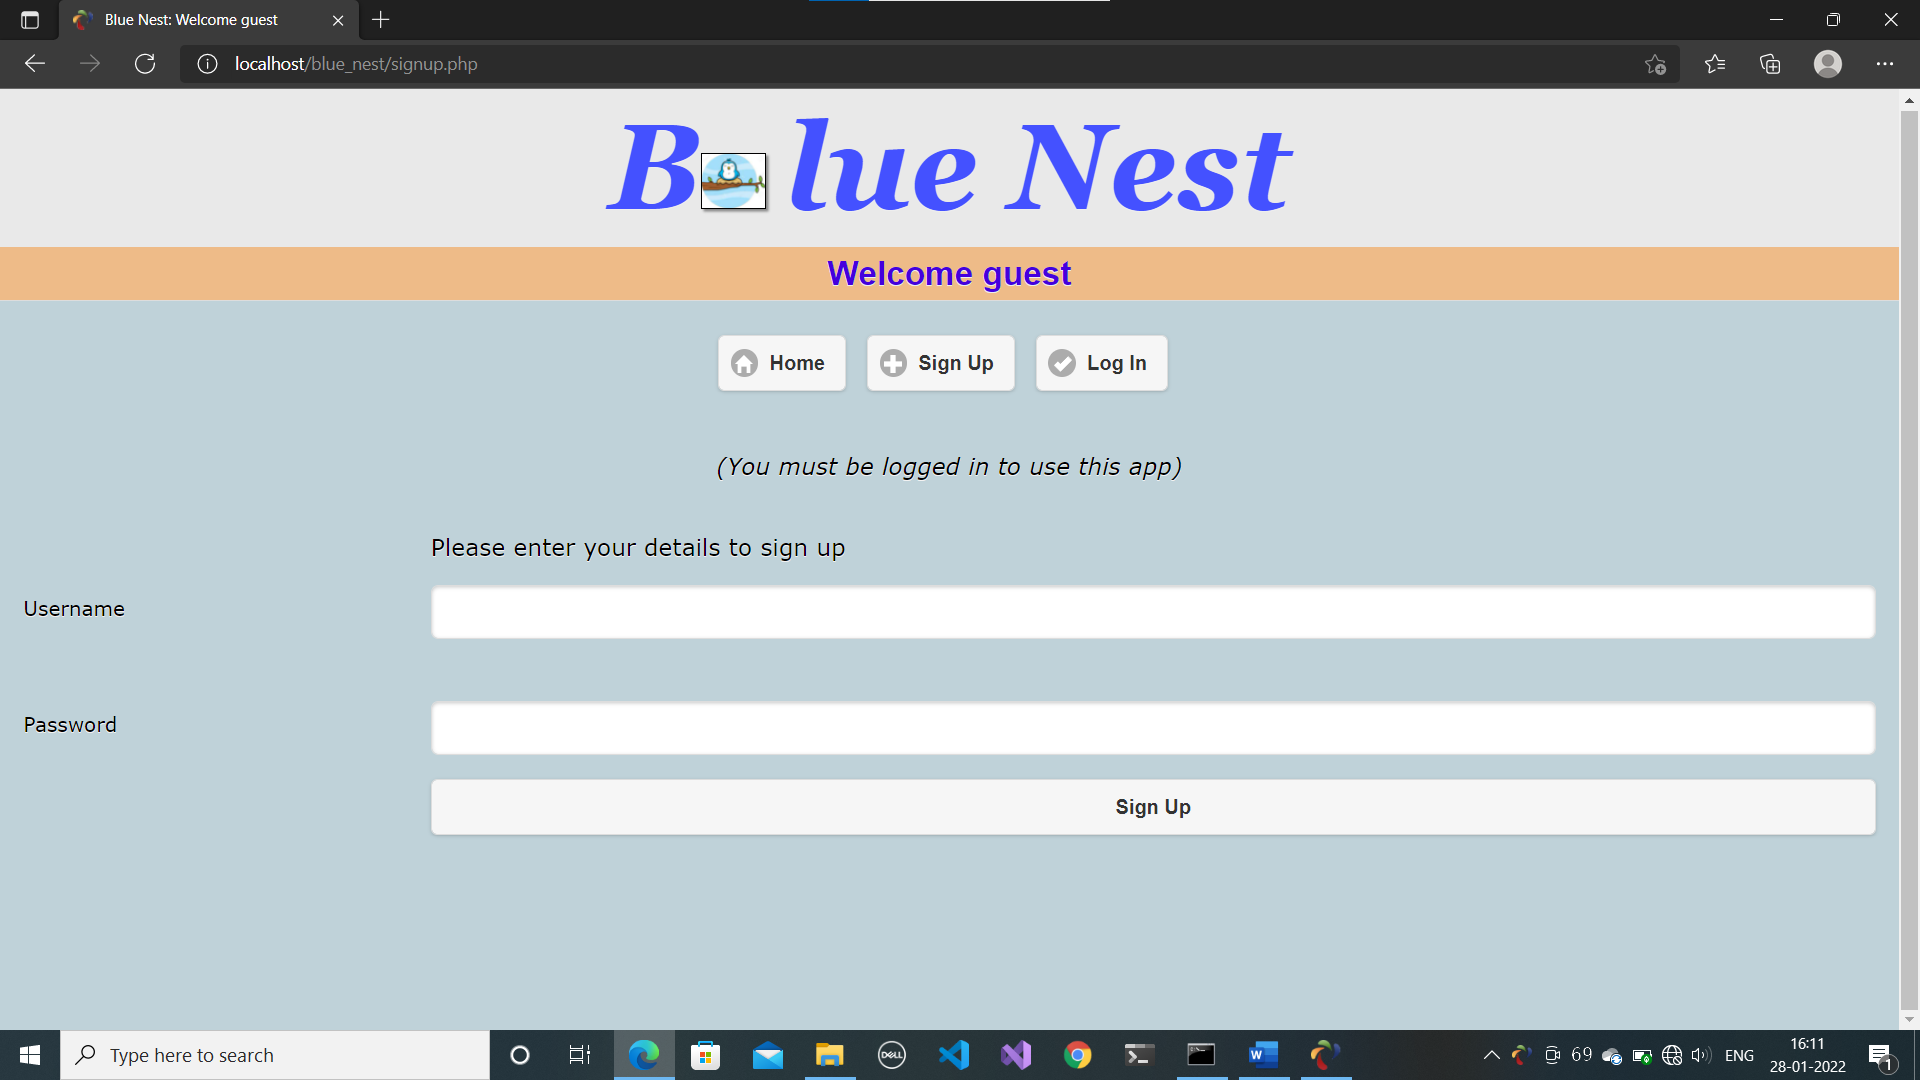 Blue Nest: Welcome guest
localhost/blue_nest/signup.php
B lue Nest
Welcome guest
Home Sign Up Log In
(You must be logged in to use this app)
Please enter your details to sign up
Username
Password
Sign Up
Type here to search
DELL
W
69
ENG
16:11
28-01-2022
1